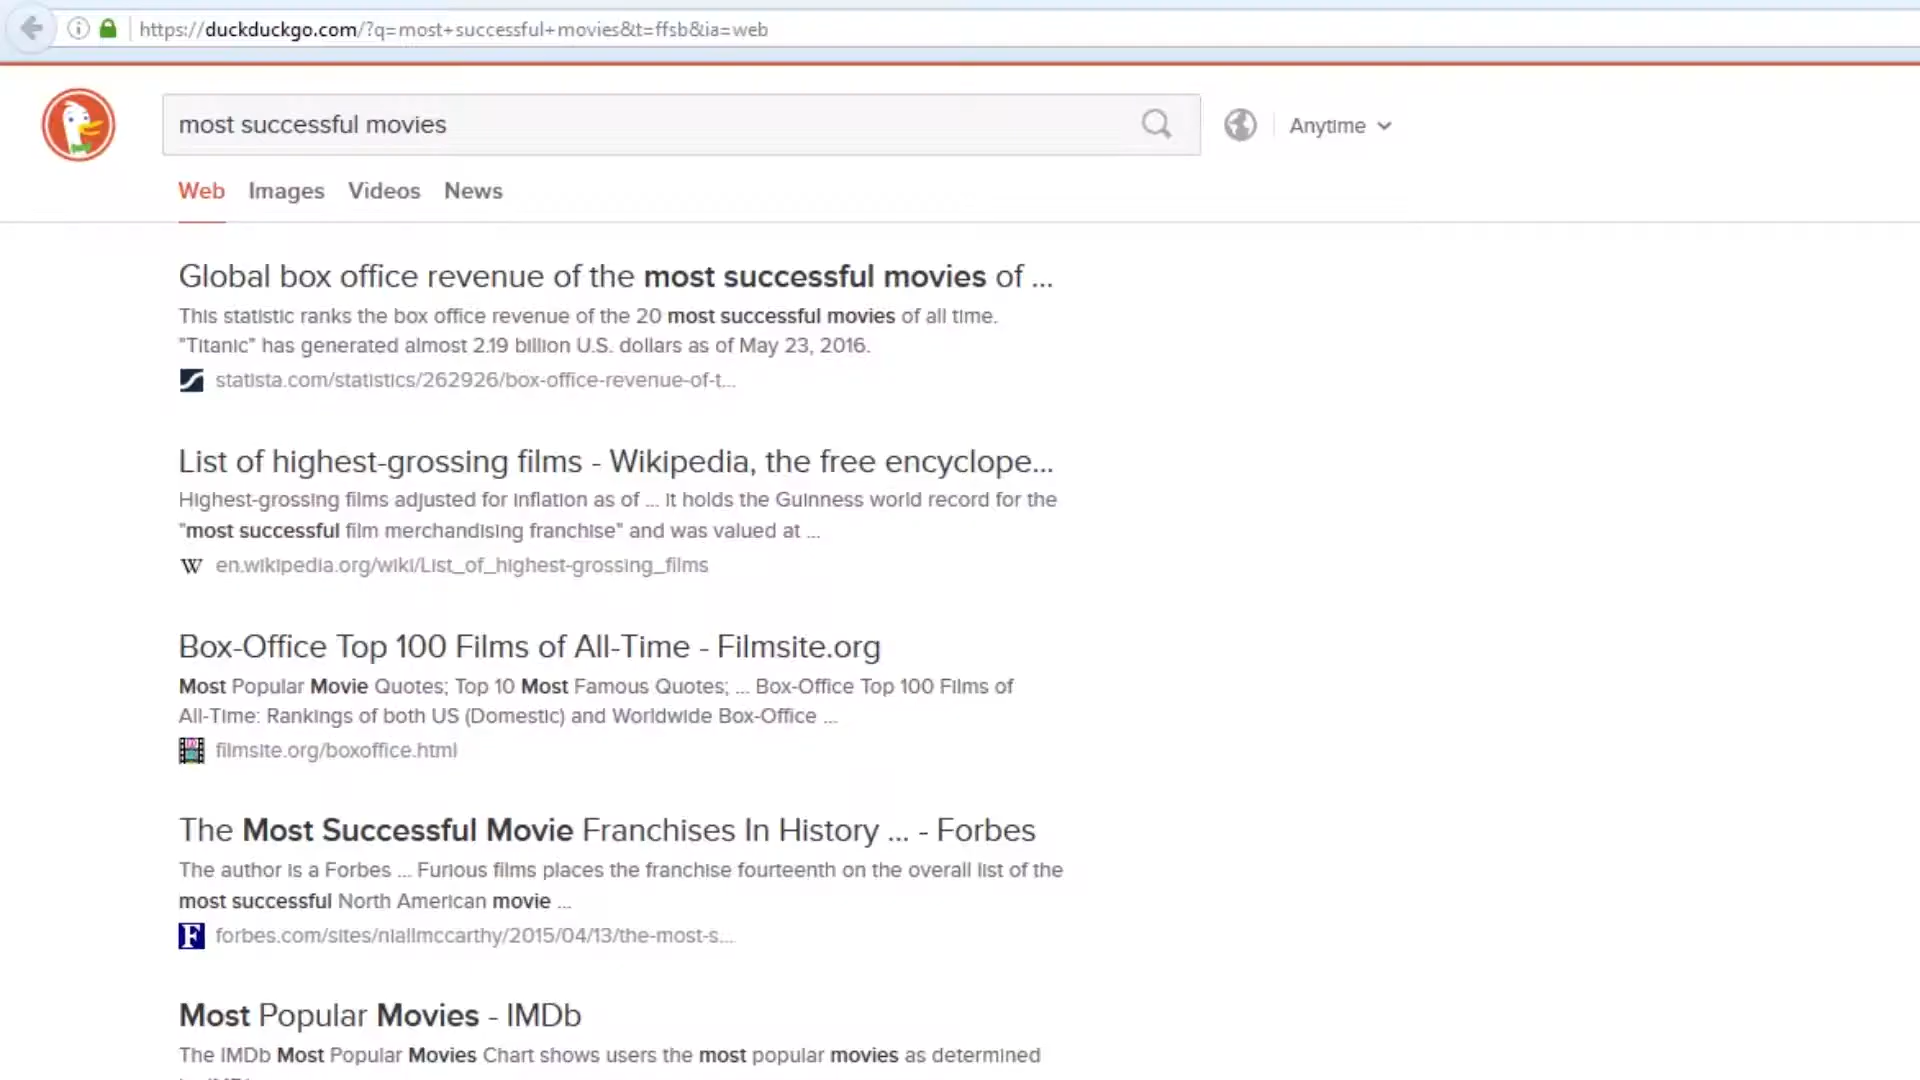 https://duckduckgo.com/?q=most+successful+movies&t=ffsb&ia=web
most successful movies
Anytime
Web Images Videos News
Global box office revenue of the most successful movies of ...
This statistic ranks the box office revenue of the 20 most successful movies of all time.
"Titanic" has generated almost 2.19 billion U.S. dollars as of May 23, 2016.
statista.com/statistics/262926/box-office-revenue-of-t...
List of highest-grossing films - Wikipedia, the free encyclope...
Highest-grossing films adjusted for inflation as of ... It holds the Guinness world record for the
"most successful film merchandising franchise" and was valued at ...
W en.wikipedia.org/wiki/List_of_highest-grossing_films
Box-Office Top 100 Films of All-Time - Filmsite.org
Most Popular Movie Quotes; Top 10 Most Famous Quotes; ... Box-Office Top 100 Films of
All-Time: Rankings of both US (Domestic) and Worldwide Box-Office ...
filmsite.org/boxoffice.html
The Most Successful Movie Franchises In History ... - Forbes
The author is a Forbes ... Furious films places the franchise fourteenth on the overall list of the
most successful North American movie ...
F forbes.com/sites/niallmccarthy/2015/04/13/the-most-s...
Most Popular Movies - IMDb
The IMDb Most Popular Movies Chart shows users the most popular movies as determined